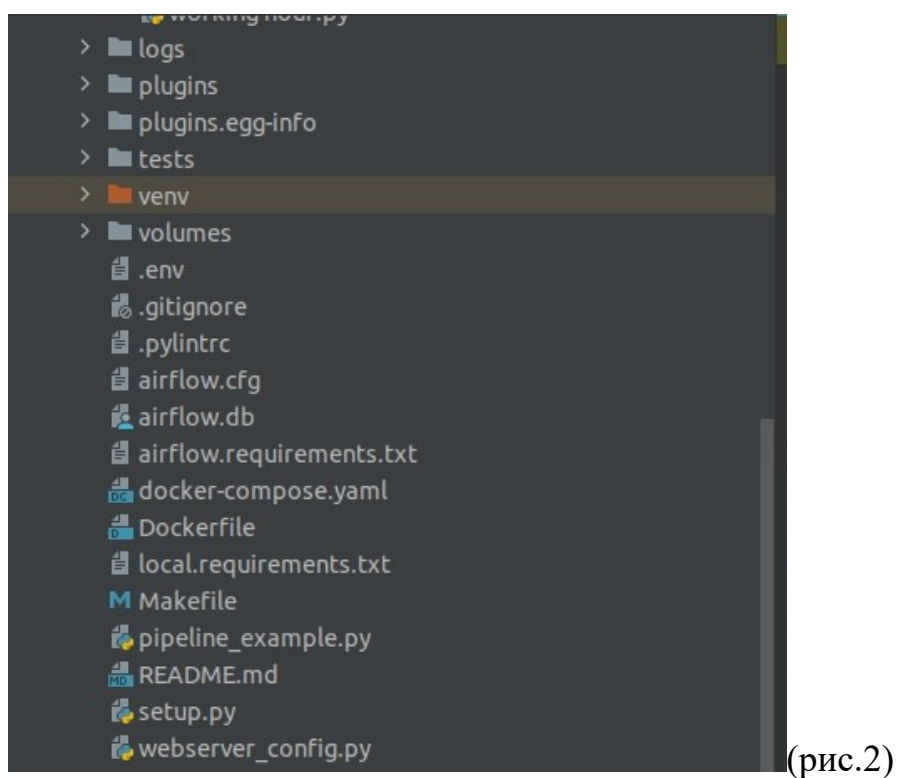 logs
plugins
plugins.egg-info
tests
venv
volumes
.env
.gitignore
.pylintrc
airflow.cfg
airflow.db
airflow.requirements.txt
docker-compose.yaml
Dockerfile
local.requirements.txt
Makefile
pipeline_example.py
README.md
setup.py
webserver_config.py
(рис.2)